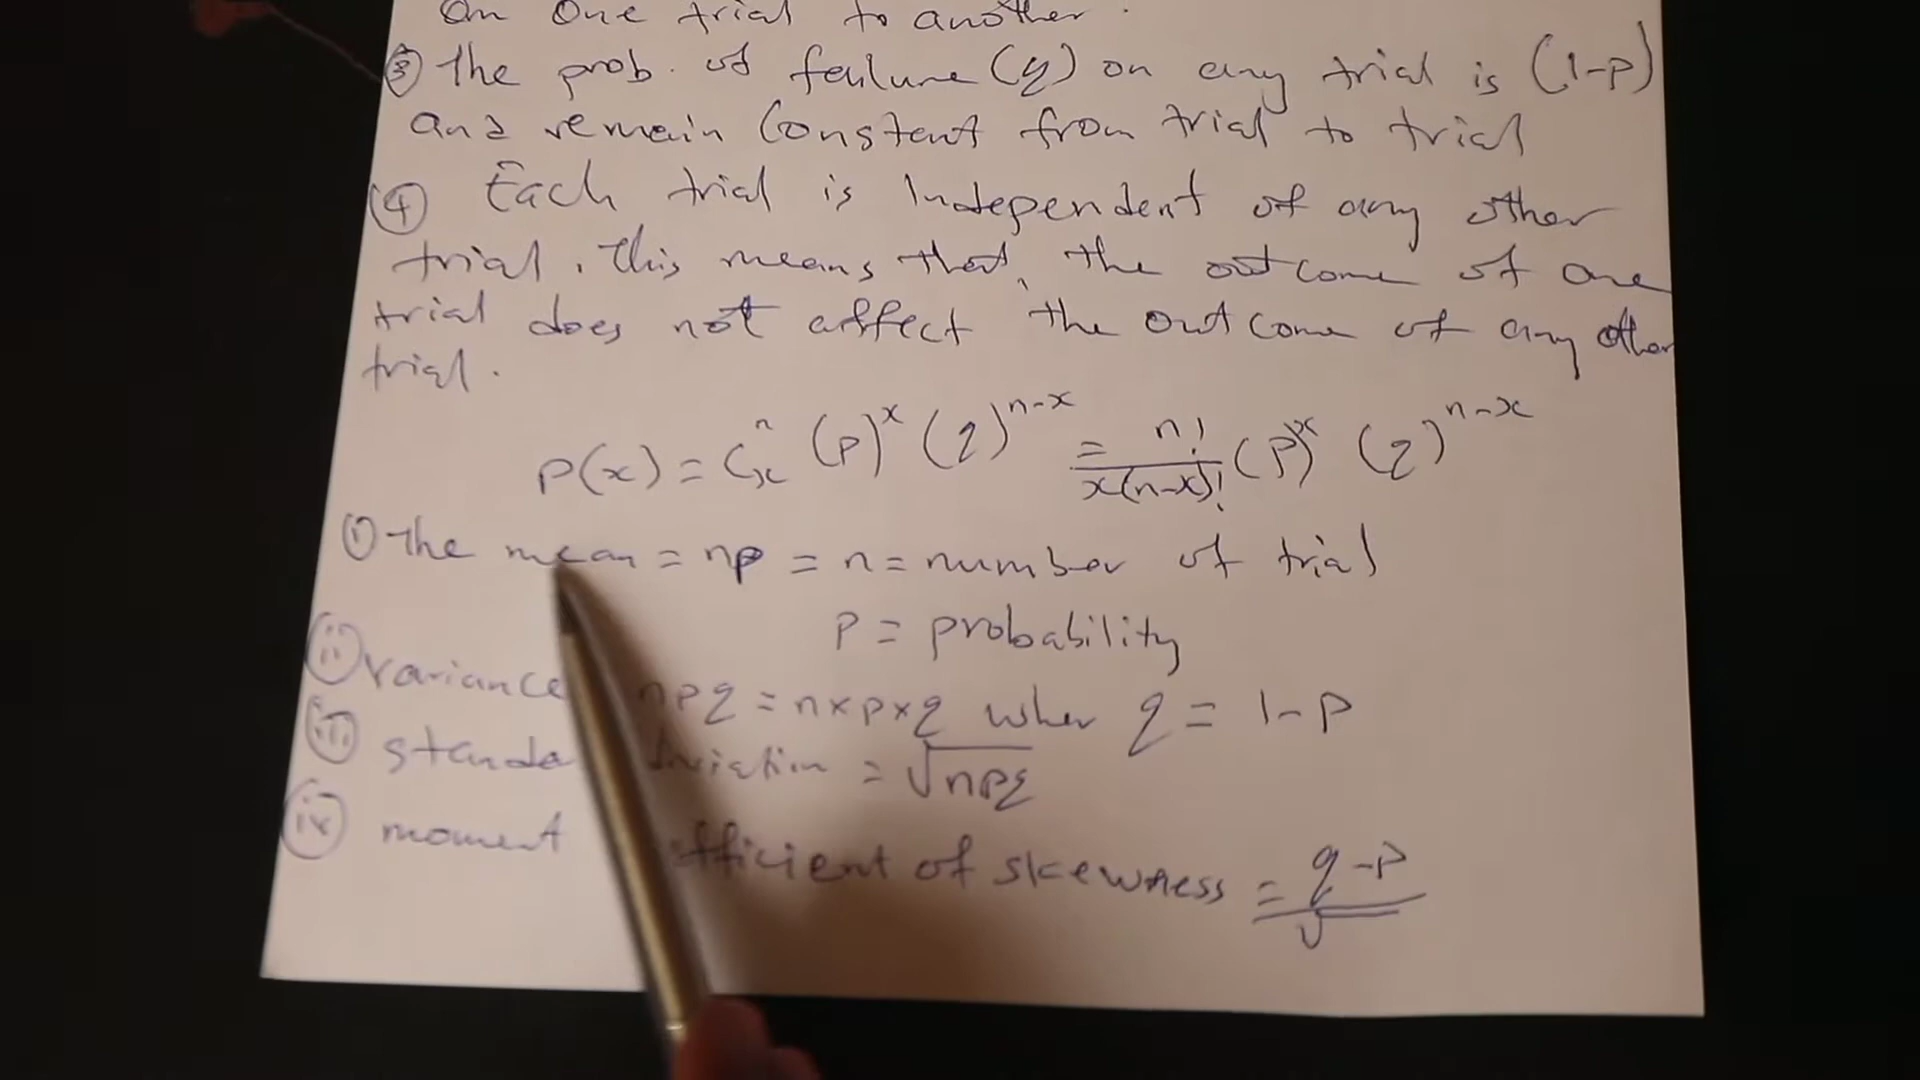 on one trial to another.
③ The prob. of failure (q) on any trial is (1-p)
and remain constant from trial to trial
④ Each trial is Independent of any other
trial. This means that, the outcome of one
trial does not affect the outcome of any other
trial.
p(x) = Cₓⁿ (p)ˣ (q)ⁿ⁻ˣ = n!/x(n-x)! (p)ˣ (q)ⁿ⁻ˣ
① The mean = np = n = number of trial
P = probability
ⓘⓘ variance npq = n×p×q wher q = 1-P
ⓘⓘⓘ standa deviation = √npq
ⓘⓥ moment efficient of skewness = q-P/√